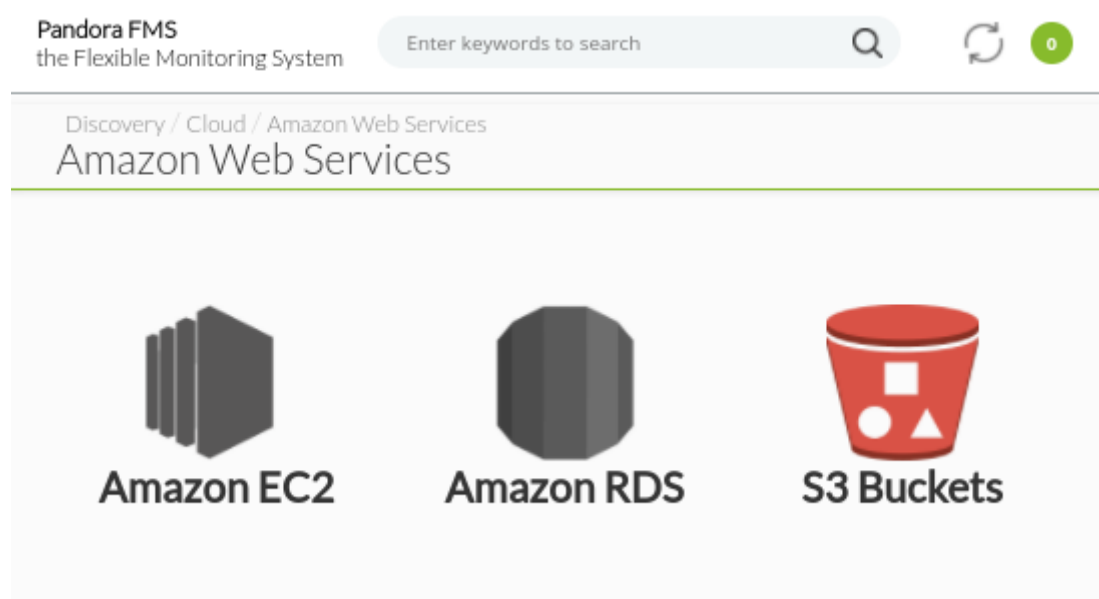 Pandora FMS
the Flexible Monitoring System
Enter keywords to search
0
Discovery / Cloud / Amazon Web Services
Amazon Web Services
Amazon EC2
Amazon RDS
S3 Buckets